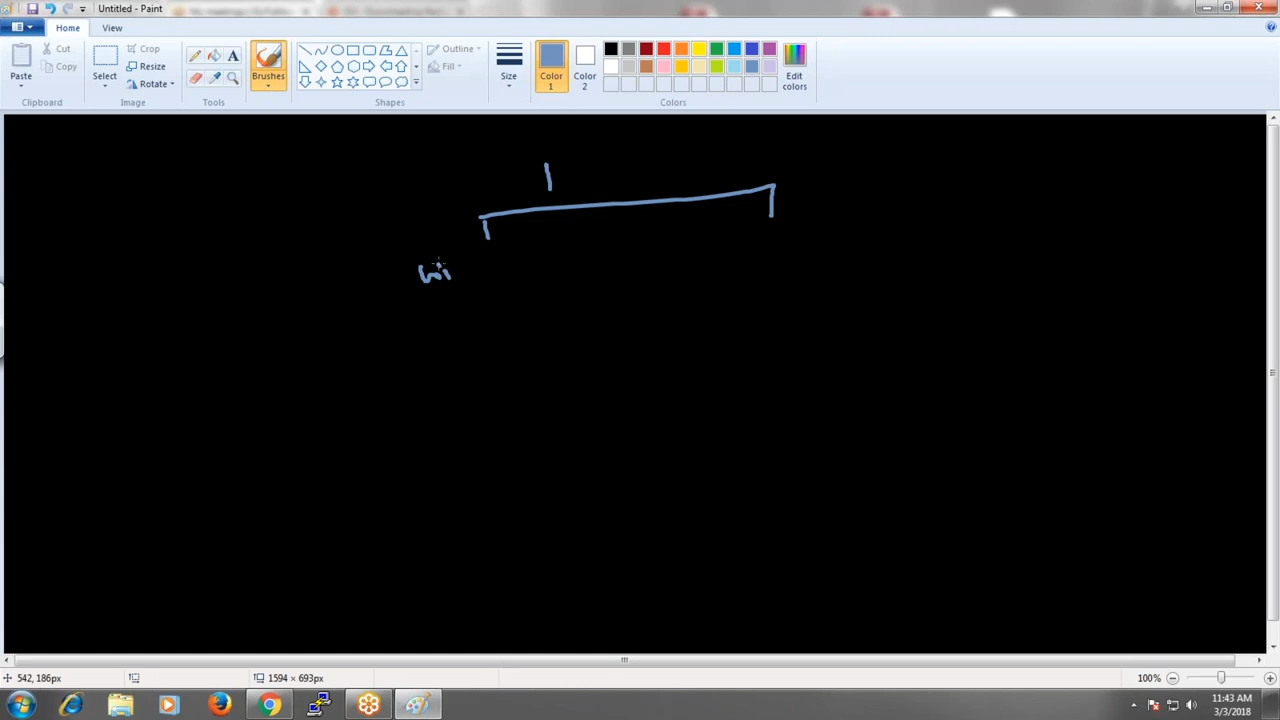 Untitled - Paint
Home
View
Paste
Cut
Copy
Clipboard
Select
Crop
Resize
Rotate
Image
A
Tools
Brushes
Shapes
Outline
Fill
Size
Color 1
Color 2
Edit colors
Colors
wi
542, 186px
1594 × 693px
100%
11:43 AM
3/3/2018